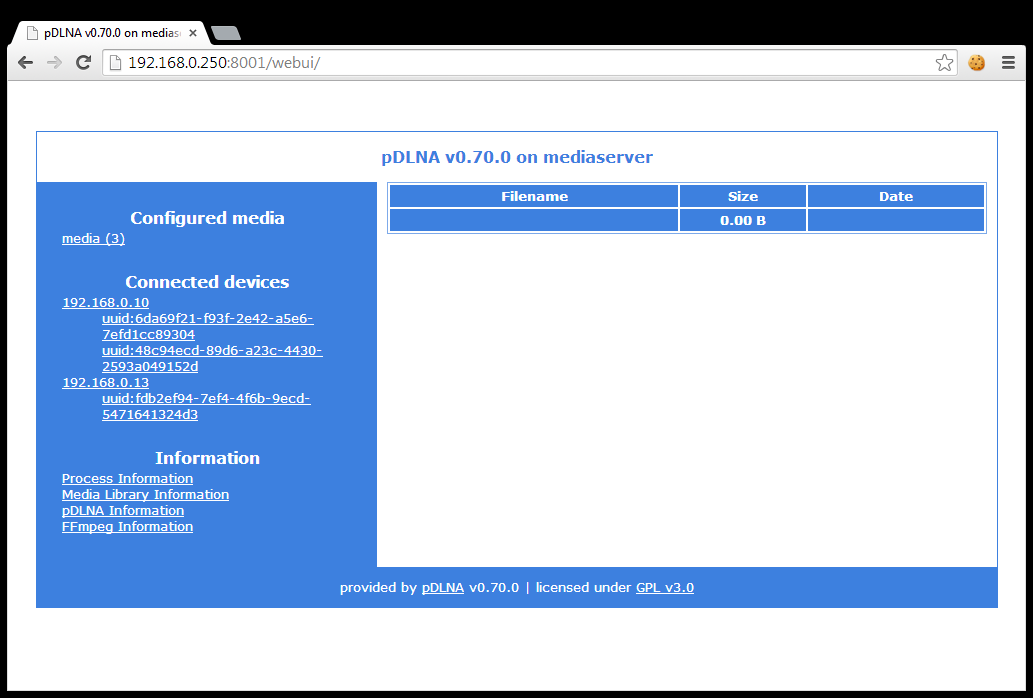 pDLNA v0.70.0 on medias
192.168.0.250:8001/webui/
pDLNA v0.70.0 on mediaserver
Configured media
media (3)
Connected devices
192.168.0.10
uuid:6da69f21-f93f-2e42-a5e6-
7efd1cc89304
uuid:48c94ecd-89d6-a23c-4430-
2593a049152d
192.168.0.13
uuid:fdb2ef94-7ef4-4f6b-9ecd-
5471641324d3
Information
Process Information
Media Library Information
pDLNA Information
FFmpeg Information
Filename Size Date
0.00 B
provided by pDLNA v0.70.0 | licensed under GPL v3.0